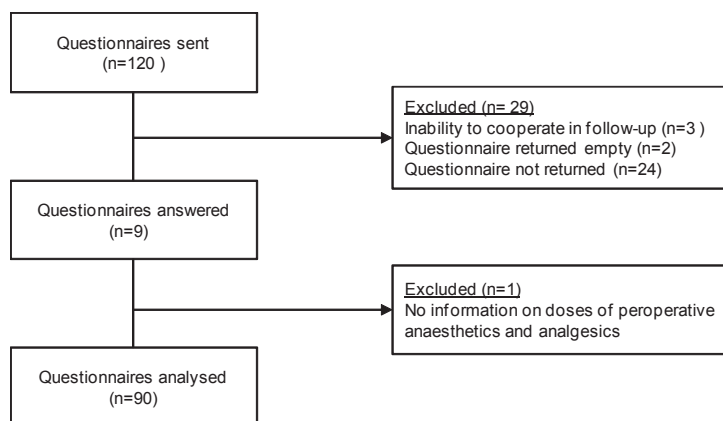 Questionnaires sent
(n=120 )
Excluded (n= 29)
Inability to cooperate in follow-up (n=3 )
Questionnaire returned empty (n=2)
Questionnaire not returned (n=24)
Questionnaires answered
(n=9)
Excluded (n=1)
No information on doses of peroperative
anaesthetics and analgesics
Questionnaires analysed
(n=90)